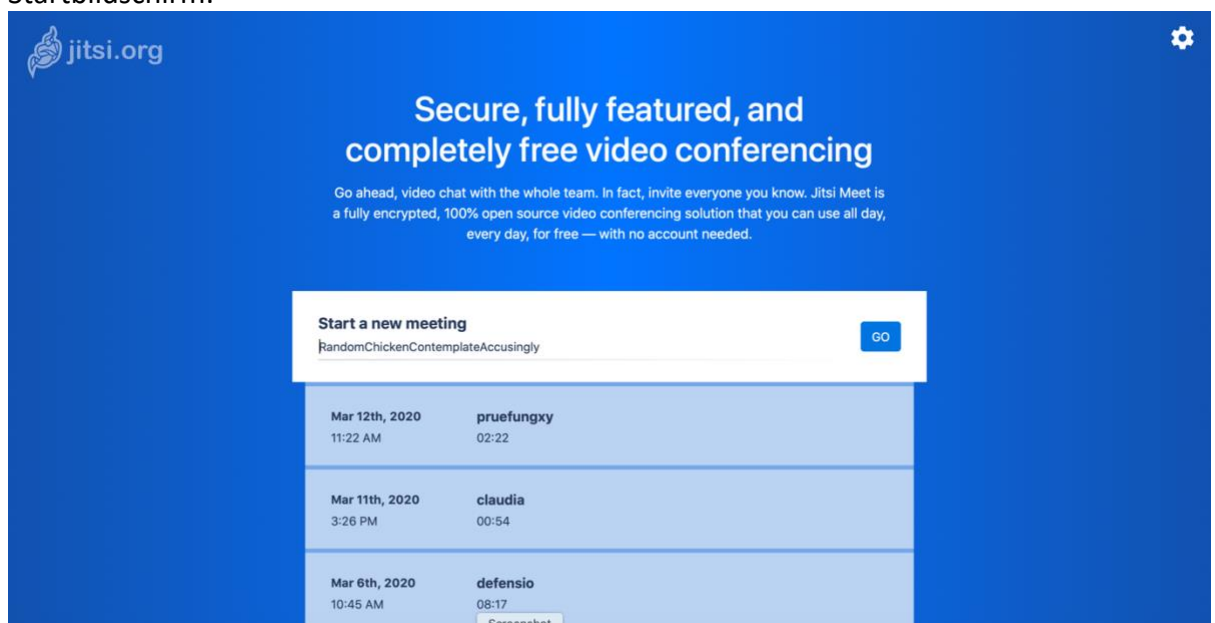 Startbildschirm:
jitsi.org
Secure, fully featured, and
completely free video conferencing
Go ahead, video chat with the whole team. In fact, invite everyone you know. Jitsi Meet is
a fully encrypted, 100% open source video conferencing solution that you can use all day,
every day, for free — with no account needed.
Start a new meeting
RandomChickenContemplateAccusingly
GO
Mar 12th, 2020 pruefungxy
11:22 AM 02:22
Mar 11th, 2020 claudia
3:26 PM 00:54
Mar 6th, 2020 defensio
10:45 AM 08:17
Screenshot